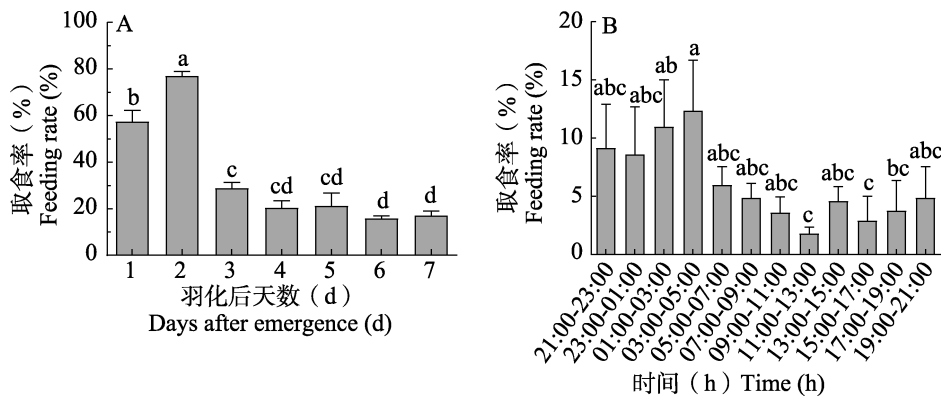 A
取食率（%）
Feeding rate (%)
100
80
60
40
20
0
b
a
c
cd
cd
d
d
1 2 3 4 5 6 7
羽化后天数（d）
Days after emergence (d)
B
取食率（%）
Feeding rate (%)
20
15
10
5
0
abc
abc
ab
a
abc
abc
abc
c
abc
c
bc
abc
21:00-23:00
23:00-01:00
01:00-03:00
03:00-05:00
05:00-07:00
07:00-09:00
09:00-11:00
11:00-13:00
13:00-15:00
15:00-17:00
17:00-19:00
19:00-21:00
时间（h）Time (h)